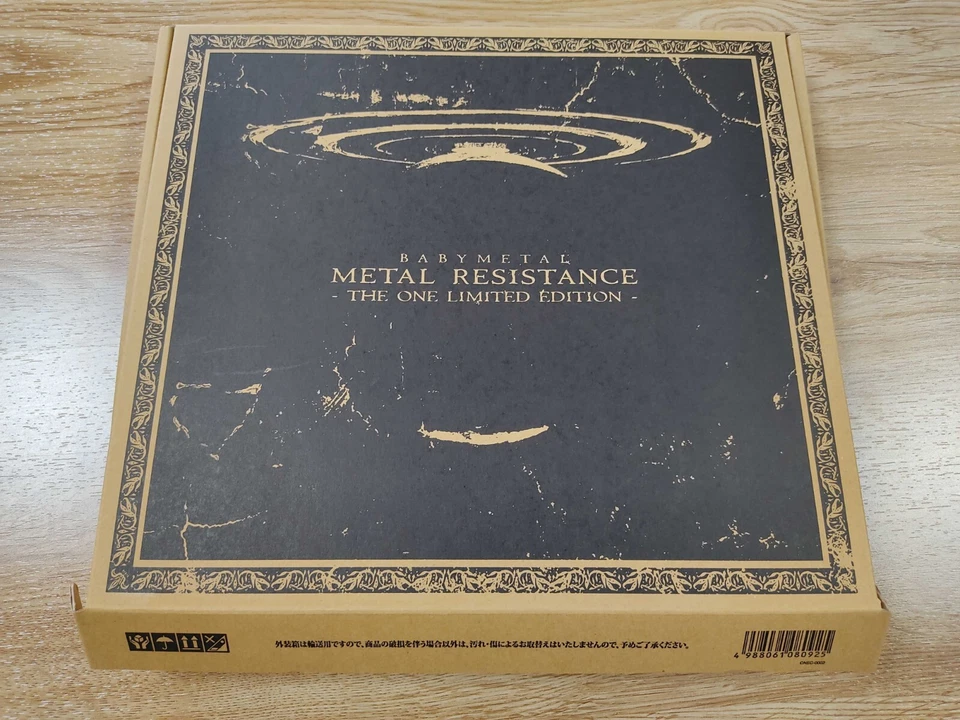 BABYMETAL
METAL RESISTANCE
- THE ONE LIMITED EDITION -
外装箱は輸送用ですので、商品の破損を伴う場合以外は、汚れ・傷によるお取替えはいたしませんので、予めご了承ください。
4 988061 080925